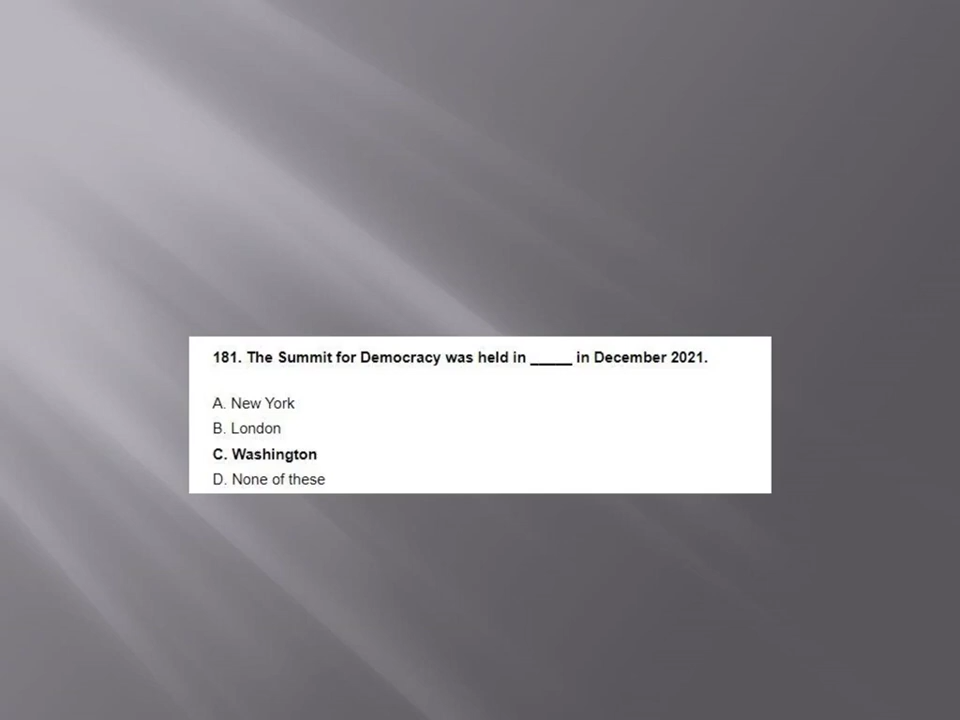 181. The Summit for Democracy was held in _____ in December 2021.
A. New York
B. London
C. Washington
D. None of these